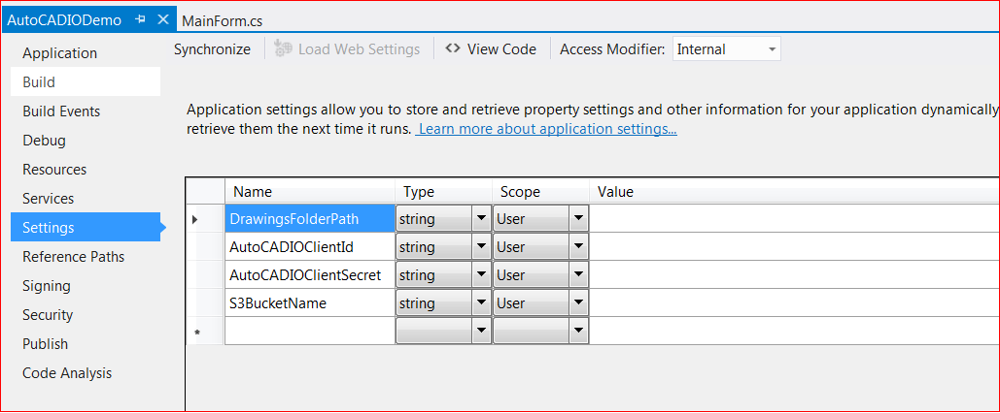 AutoCADIODemo MainForm.cs
Application
Build
Build Events
Debug
Resources
Services
Settings
Reference Paths
Signing
Security
Publish
Code Analysis
Synchronize Load Web Settings View Code Access Modifier: Internal
Application settings allow you to store and retrieve property settings and other information for your application dynamically
retrieve them the next time it runs. Learn more about application settings...
Name Type Scope Value
DrawingsFolderPath string User
AutoCADIOClientId string User
AutoCADIOClientSecret string User
S3BucketName string User
*